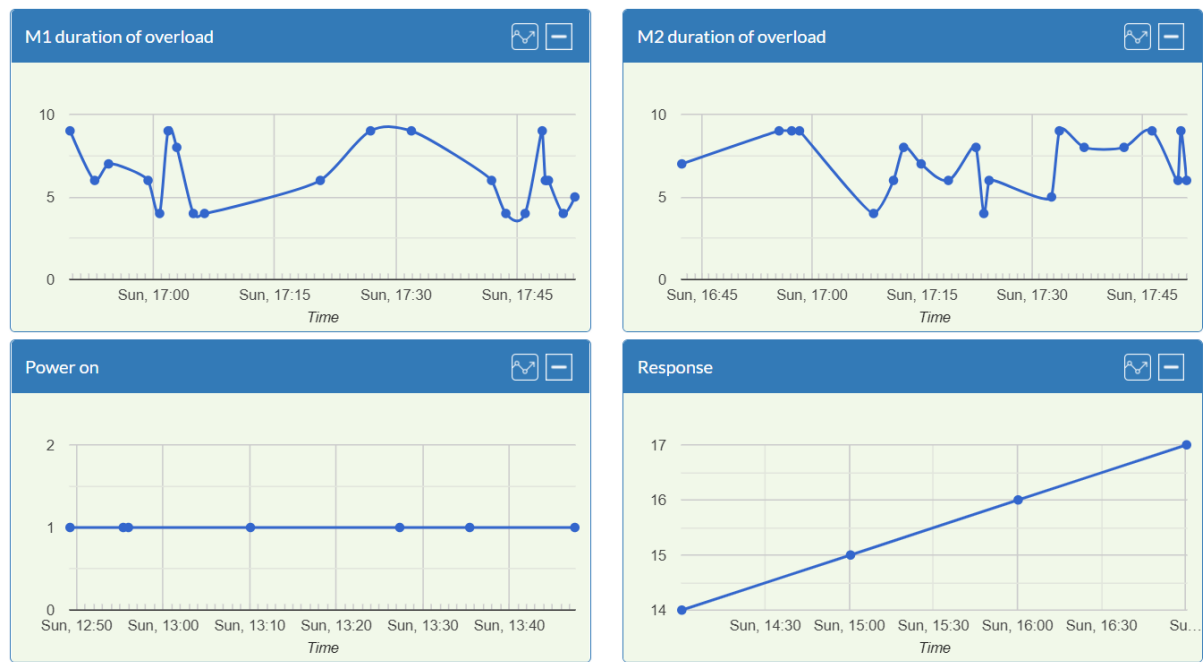 M1 duration of overload
10
5
0
Sun, 17:00 Sun, 17:15 Sun, 17:30 Sun, 17:45
Time
M2 duration of overload
10
5
0
Sun, 16:45 Sun, 17:00 Sun, 17:15 Sun, 17:30 Sun, 17:45
Time
Power on
2
1
0
Sun, 12:50 Sun, 13:00 Sun, 13:10 Sun, 13:20 Sun, 13:30 Sun, 13:40
Time
Response
17
16
15
14
Sun, 14:30 Sun, 15:00 Sun, 15:30 Sun, 16:00 Sun, 16:30 Su...
Time